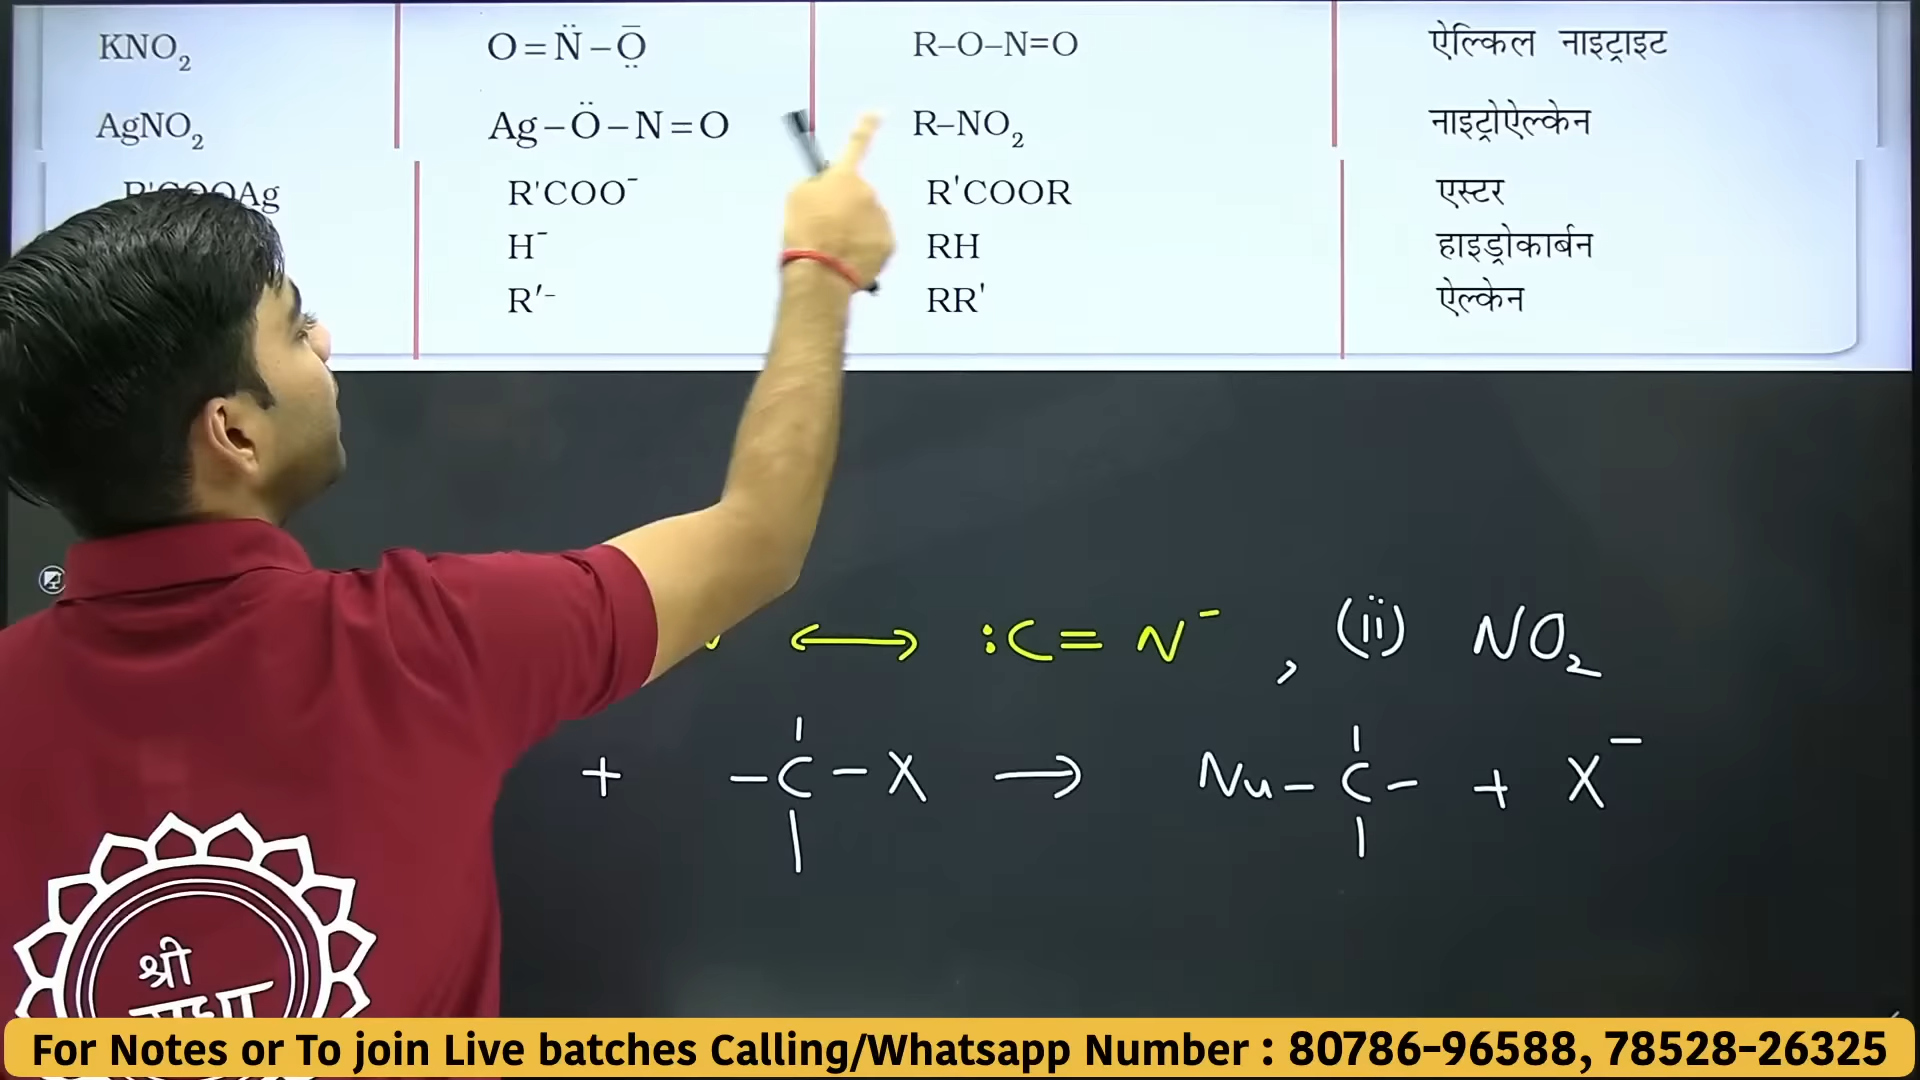 KNO₂ O=N̈–Ō̤ R–O–N=O ऐल्किल नाइट्राइट
AgNO₂ Ag–Ö–N=O R–NO₂ नाइट्रोऐल्केन
R'COOAg R'COO⁻ R'COOR एस्टर
H⁻ RH हाइड्रोकार्बन
R'⁻ RR' ऐल्केन
⟷ :C=N⁻ , (ii) NO₂
+ –C–X → Nu–C– + X⁻
श्री
For Notes or To join Live batches Calling/Whatsapp Number : 80786-96588, 78528-26325